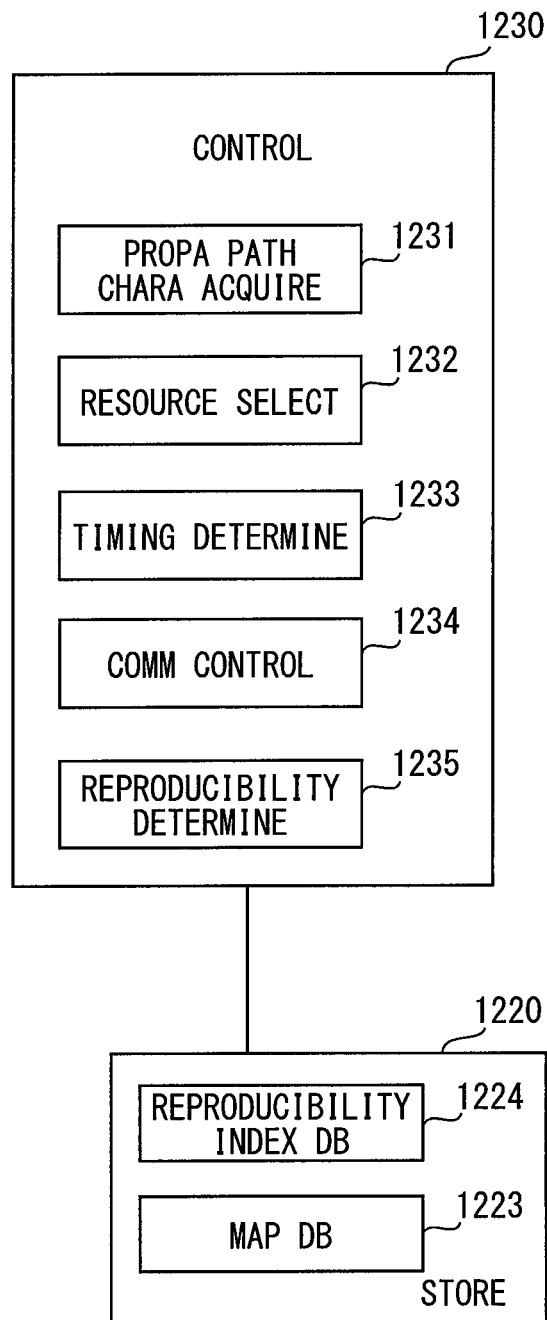 1230
CONTROL
1231
PROPA PATH
CHARA ACQUIRE
1232
RESOURCE SELECT
1233
TIMING DETERMINE
1234
COMM CONTROL
1235
REPRODUCIBILITY
DETERMINE
1220
REPRODUCIBILITY
INDEX DB
1224
MAP DB
1223
STORE